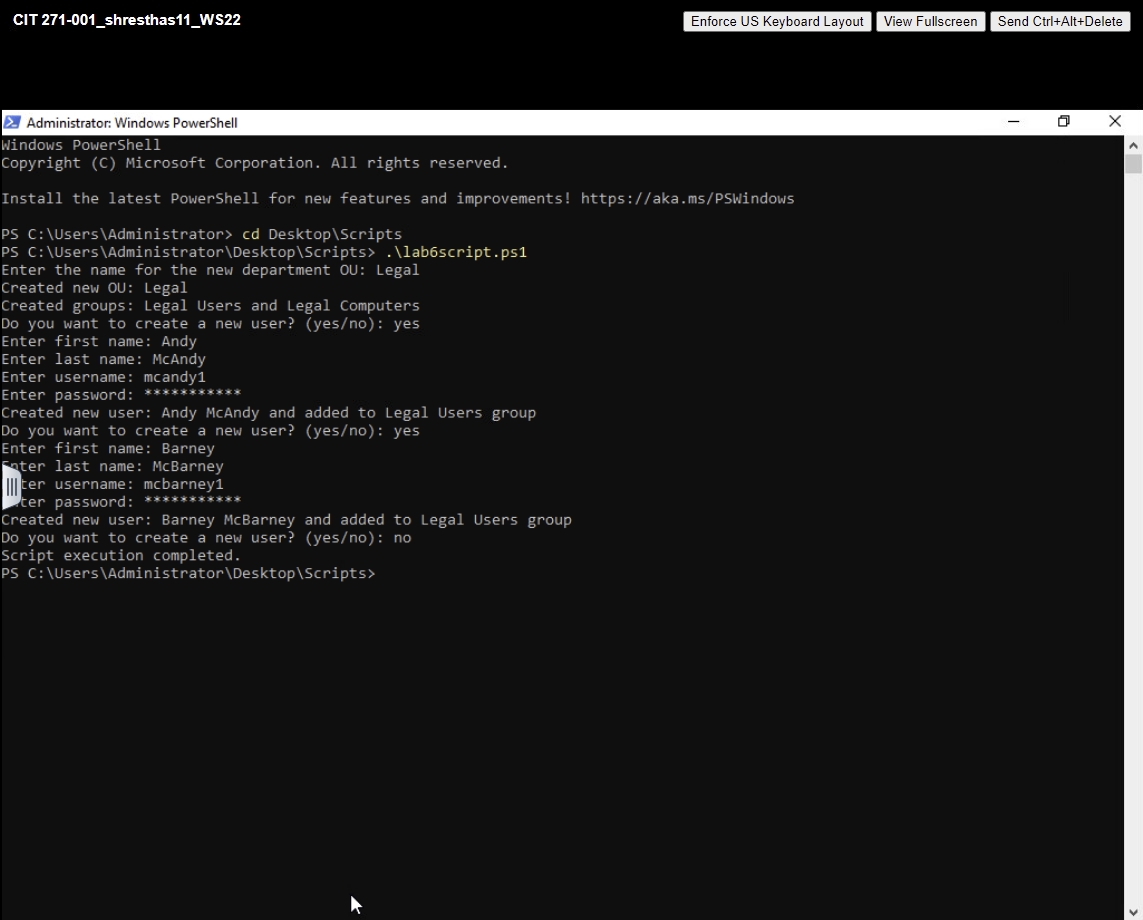 CIT 271-001_shresthas11_WS22
Enforce US Keyboard Layout View Fullscreen Send Ctrl+Alt+Delete
Administrator: Windows PowerShell
Windows PowerShell
Copyright (C) Microsoft Corporation. All rights reserved.
Install the latest PowerShell for new features and improvements! https://aka.ms/PSWindows
PS C:\Users\Administrator> cd Desktop\Scripts
PS C:\Users\Administrator\Desktop\Scripts> .\lab6script.ps1
Enter the name for the new department OU: Legal
Created new OU: Legal
Created groups: Legal Users and Legal Computers
Do you want to create a new user? (yes/no): yes
Enter first name: Andy
Enter last name: McAndy
Enter username: mcandy1
Enter password: ***********
Created new user: Andy McAndy and added to Legal Users group
Do you want to create a new user? (yes/no): yes
Enter first name: Barney
Enter last name: McBarney
ter username: mcbarney1
ter password: ***********
Created new user: Barney McBarney and added to Legal Users group
Do you want to create a new user? (yes/no): no
Script execution completed.
PS C:\Users\Administrator\Desktop\Scripts>